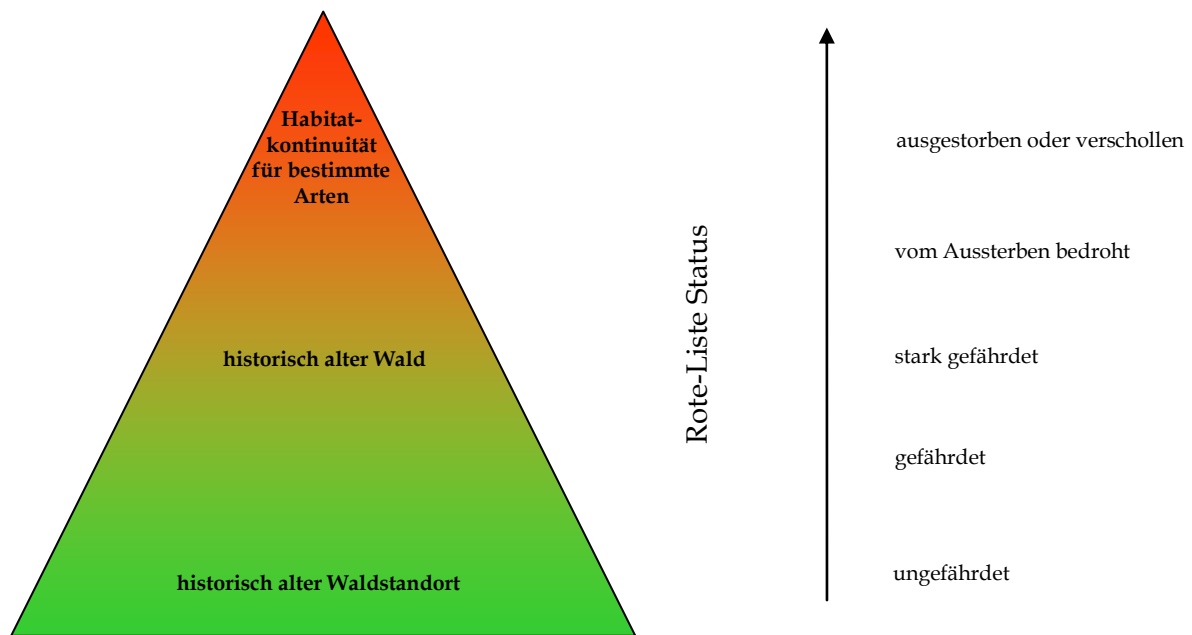 Habitat-
kontinuität
für bestimmte
Arten
historisch alter Wald
historisch alter Waldstandort
Rote-Liste Status
ausgestorben oder verschollen
vom Aussterben bedroht
stark gefährdet
gefährdet
ungefährdet